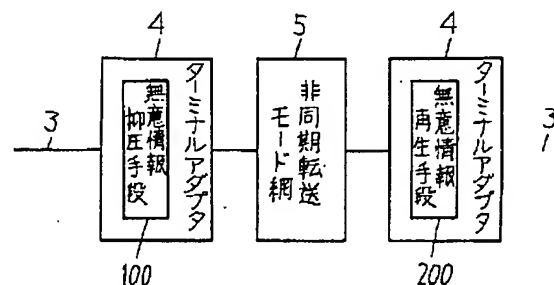 4
5
4
3
3
ターミナルアダプタ
無意情報
抑圧手段
非同期転送
モード網
ターミナルアダプタ
無意情報
再生手段
100
200